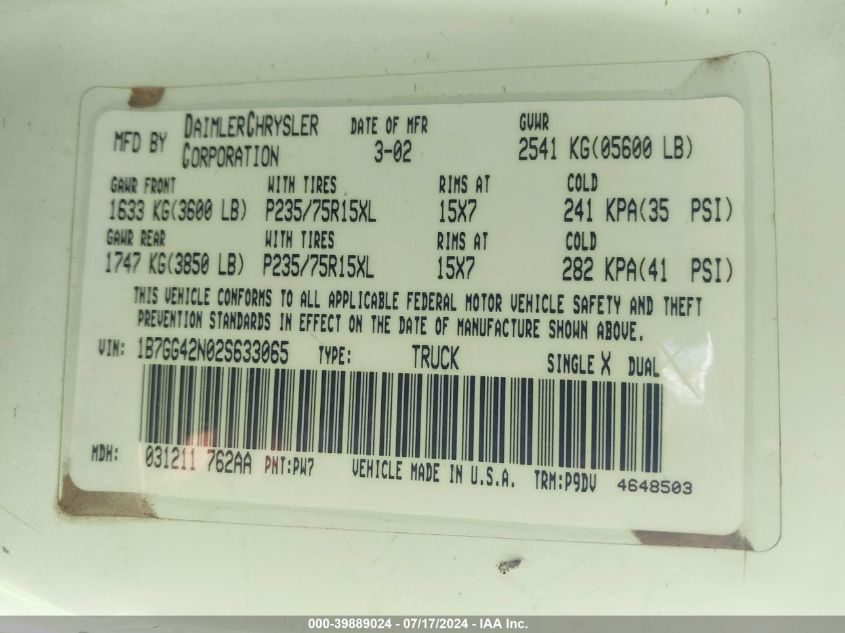 MFD BY DAIMLERCHRYSLER CORPORATION DATE OF MFR 3-02 GVWR 2541 KG(05600 LB)
GAWR FRONT WITH TIRES RIMS AT COLD
1633 KG(3600 LB) P235/75R15XL 15X7 241 KPA(35 PSI)
GAWR REAR WITH TIRES RIMS AT COLD
1747 KG(3850 LB) P235/75R15XL 15X7 282 KPA(41 PSI)
THIS VEHICLE CONFORMS TO ALL APPLICABLE FEDERAL MOTOR VEHICLE SAFETY AND THEFT
PREVENTION STANDARDS IN EFFECT ON THE DATE OF MANUFACTURE SHOWN ABOVE.
VIN: 1B7GG42N02S633065 TYPE: TRUCK SINGLE X DUAL
MDH: 031211 762AA PNT:PW7 VEHICLE MADE IN U.S.A. TRM:P9DV 4648503
000-39889024 - 07/17/2024 - IAA Inc.